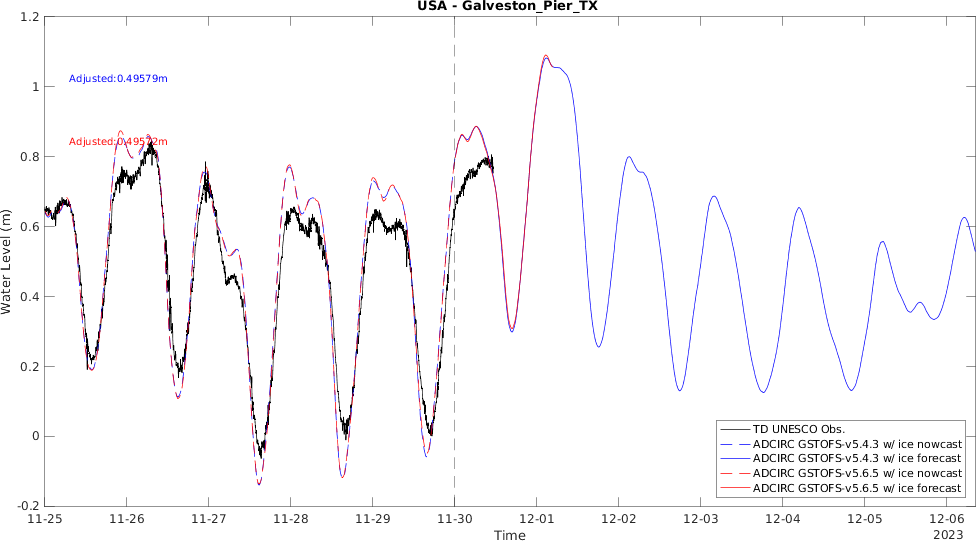 USA - Galveston_Pier_TX
1.2
1
0.8
0.6
0.4
0.2
0
-0.2
Water Level (m)
Adjusted:0.49579m
Adjusted:0.49572m
TD UNESCO Obs.
ADCIRC GSTOFS-v5.4.3 w/ ice nowcast
ADCIRC GSTOFS-v5.4.3 w/ ice forecast
ADCIRC GSTOFS-v5.6.5 w/ ice nowcast
ADCIRC GSTOFS-v5.6.5 w/ ice forecast
11-25 11-26 11-27 11-28 11-29 11-30 12-01 12-02 12-03 12-04 12-05 12-06
2023
Time